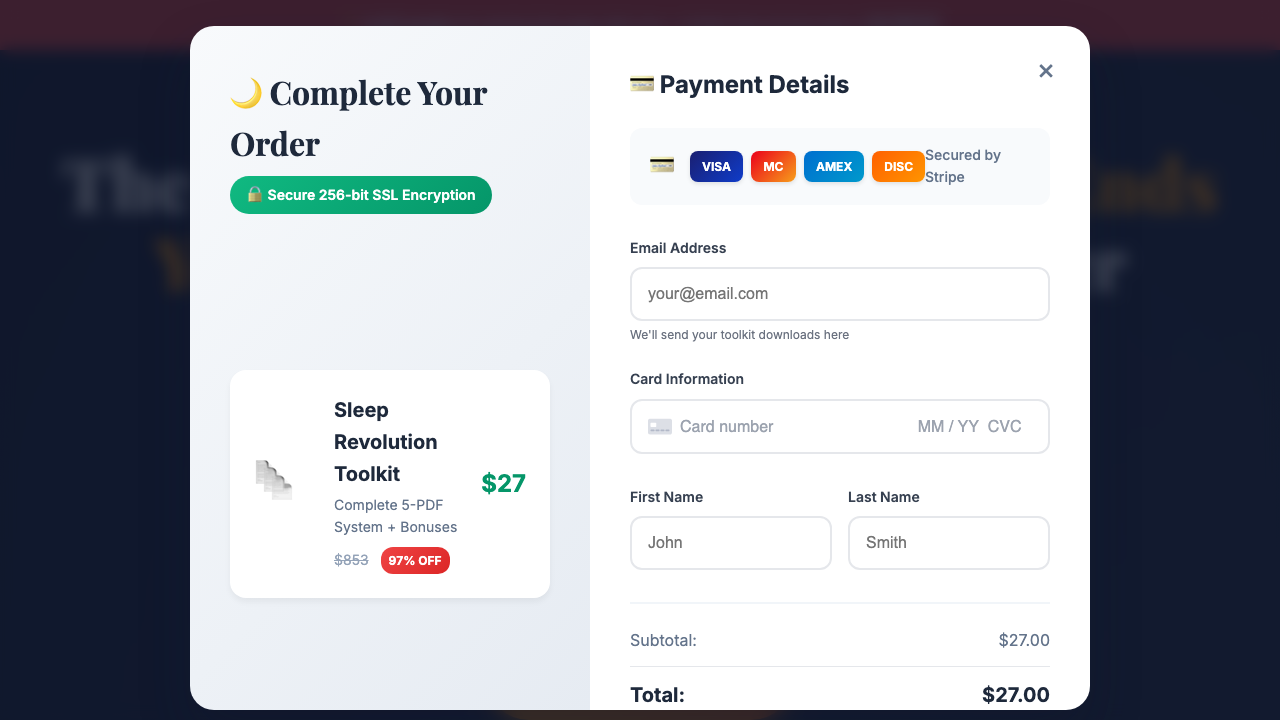 🌙 Complete Your
Order
🔒 Secure 256-bit SSL Encryption
Sleep
Revolution
Toolkit
Complete 5-PDF
System + Bonuses
$853 97% OFF
$27
💳 Payment Details
×
💳 VISA MC AMEX DISC Secured by
Stripe
Email Address
your@email.com
We'll send your toolkit downloads here
Card Information
Card number MM / YY CVC
First Name Last Name
John Smith
Subtotal: $27.00
Total: $27.00